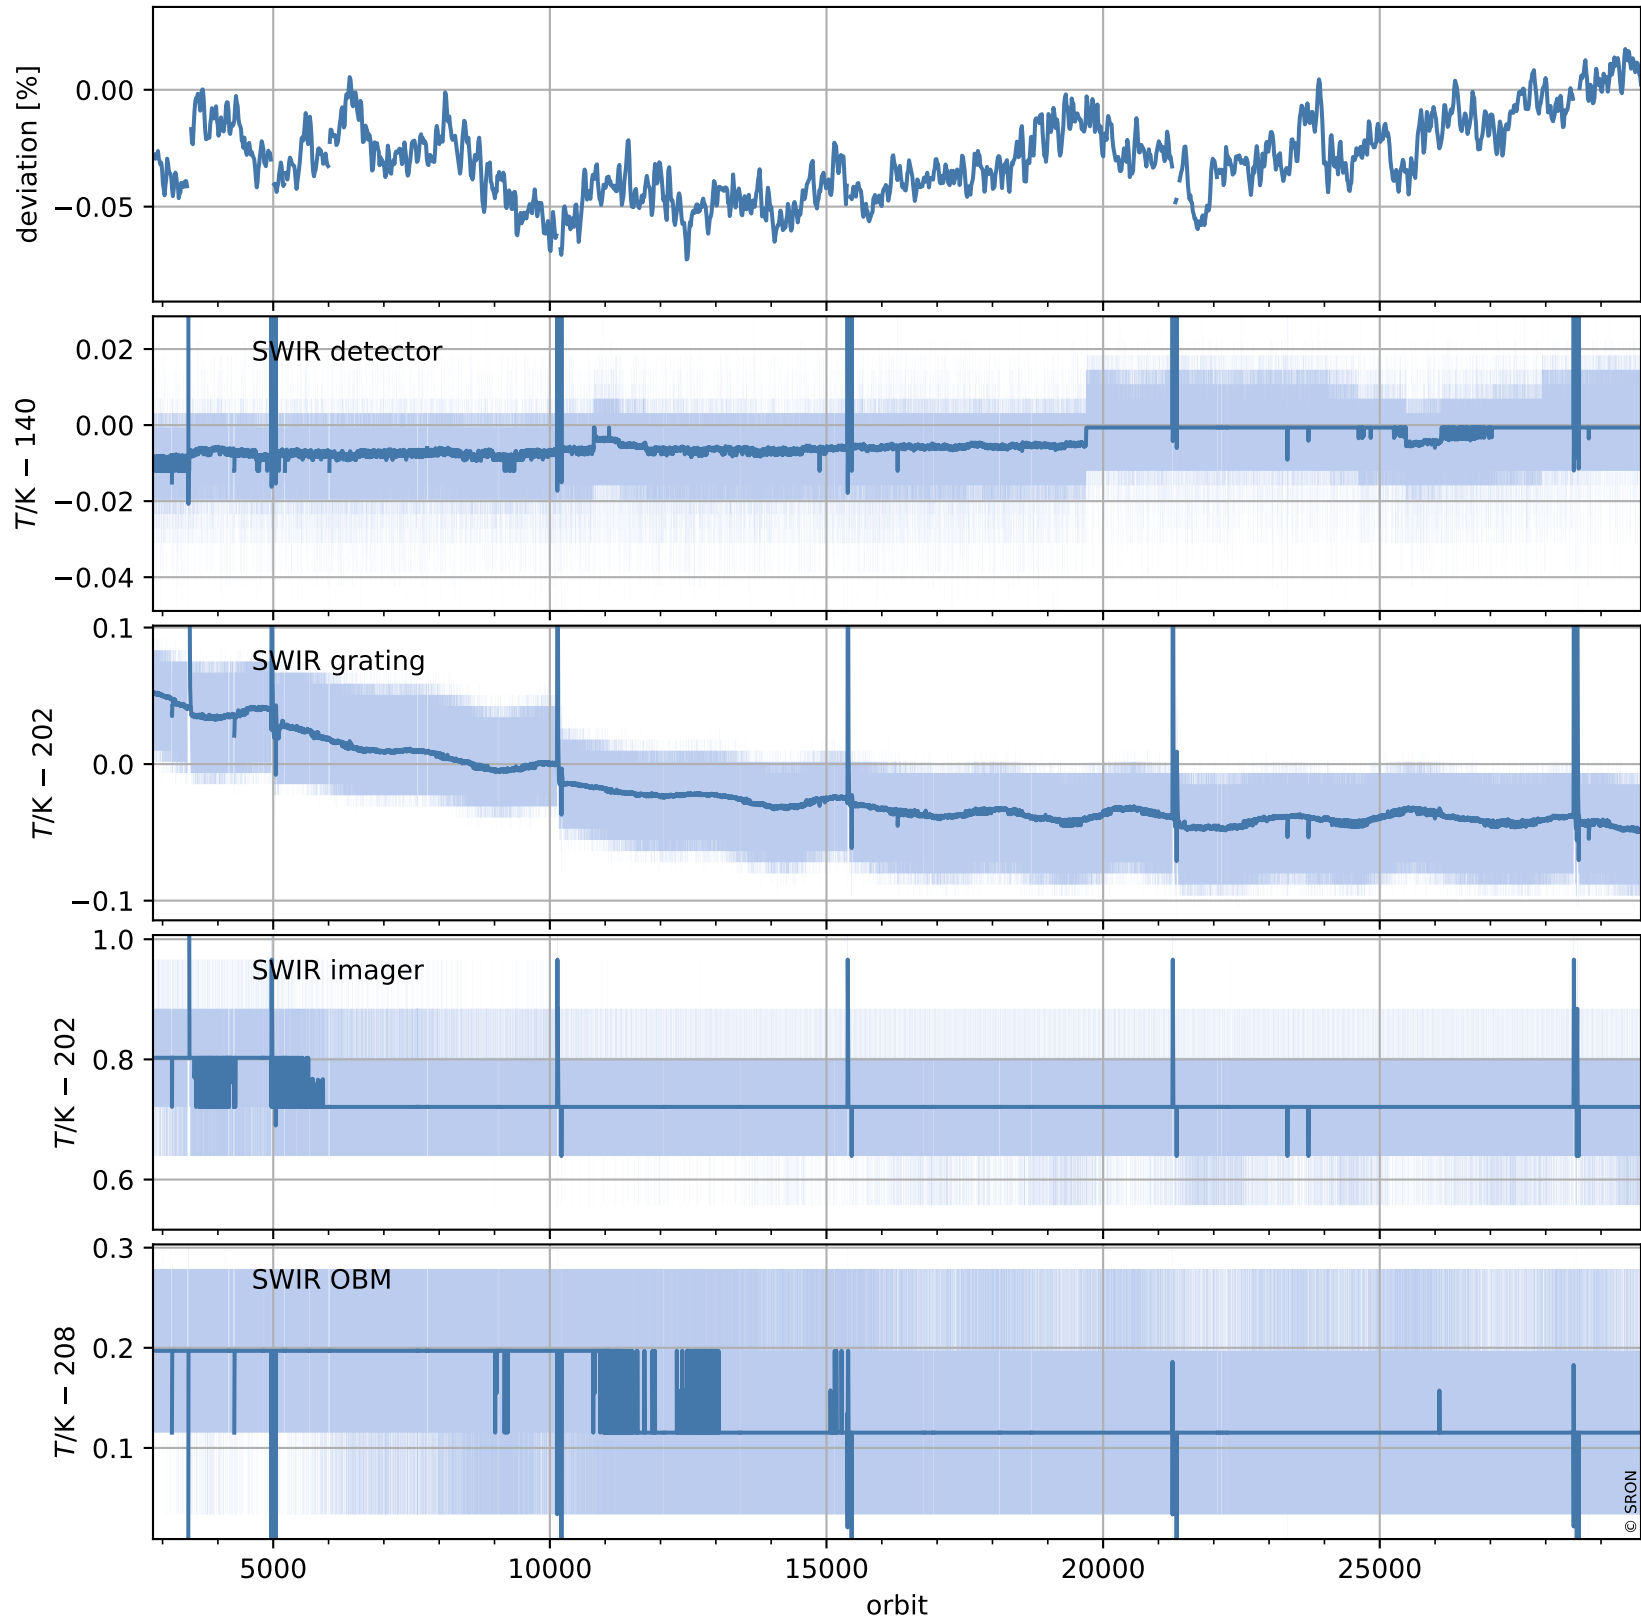 deviation [%]
0.00
−0.05
SWIR detector
T/K − 140
0.02
0.00
−0.02
−0.04
SWIR grating
T/K − 202
0.1
0.0
−0.1
SWIR imager
T/K − 202
1.0
0.8
0.6
SWIR OBM
T/K − 208
0.3
0.2
0.1
© SRON
5000 10000 15000 20000 25000
orbit